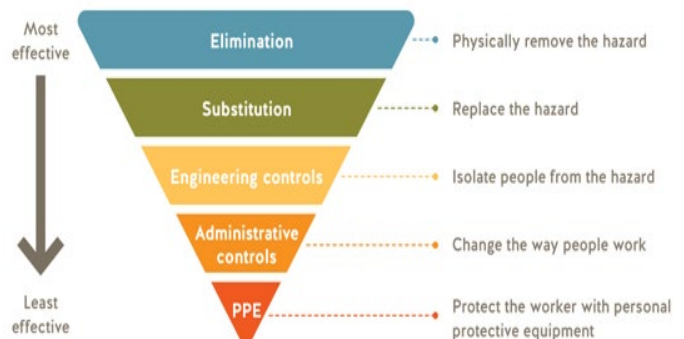 Most
effective
Elimination
Physically remove the hazard
Substitution
Replace the hazard
Engineering controls
Isolate people from the hazard
Administrative
controls
Change the way people work
Least
effective
PPE
Protect the worker with personal
protective equipment